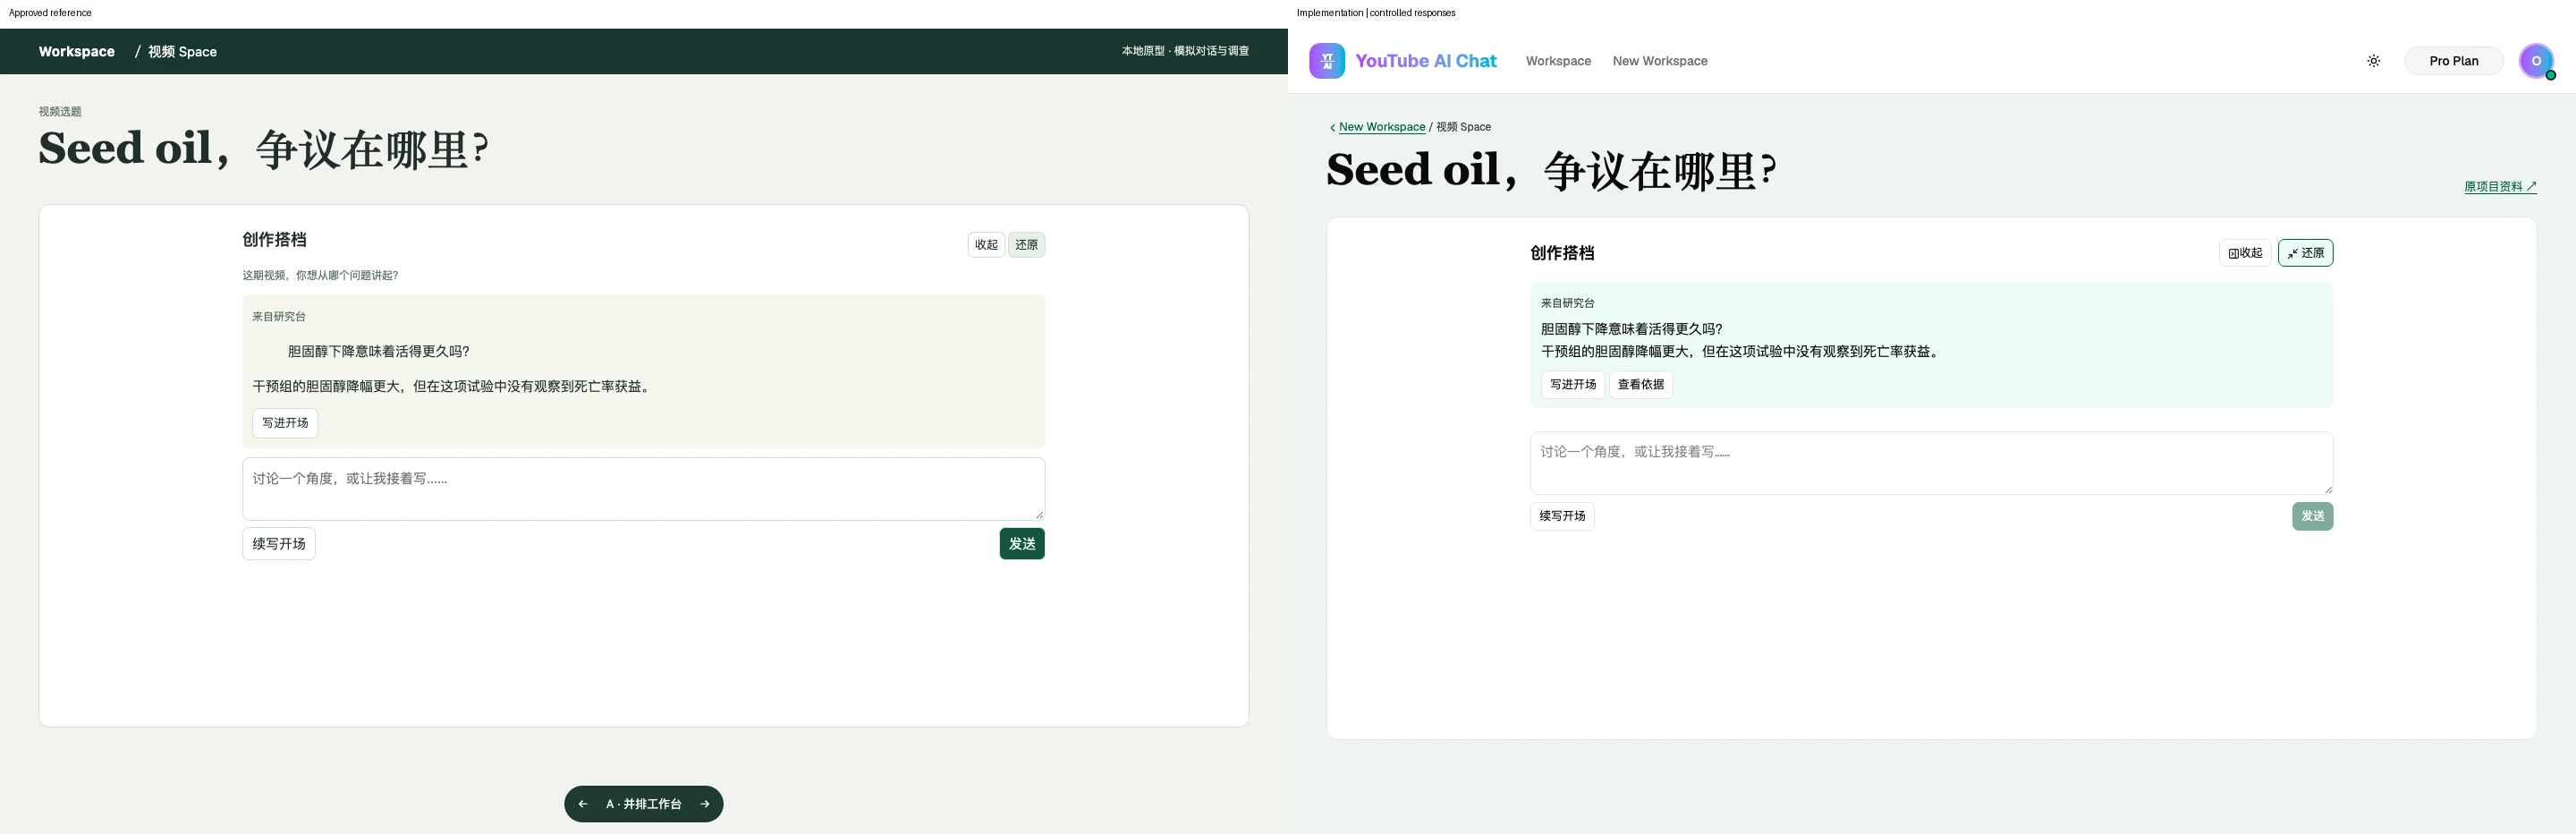 Approved reference
Workspace / 视频 Space
本地原型 · 模拟对话与调查
视频选题
Seed oil，争议在哪里？
创作搭档
收起
还原
这期视频，你想从哪个问题讲起？
来自研究台
胆固醇下降意味着活得更久吗？
干预组的胆固醇降幅更大，但在这项试验中没有观察到死亡率获益。
写进开场
讨论一个角度，或让我接着写……
续写开场
发送
← A · 并排工作台 →
Implementation | controlled responses
YT
AI
YouTube AI Chat
Workspace
New Workspace
Pro Plan
O
‹ New Workspace / 视频 Space
Seed oil，争议在哪里？
原项目资料 ↗
创作搭档
收起
还原
来自研究台
胆固醇下降意味着活得更久吗？
干预组的胆固醇降幅更大，但在这项试验中没有观察到死亡率获益。
写进开场
查看依据
讨论一个角度，或让我接着写……
续写开场
发送